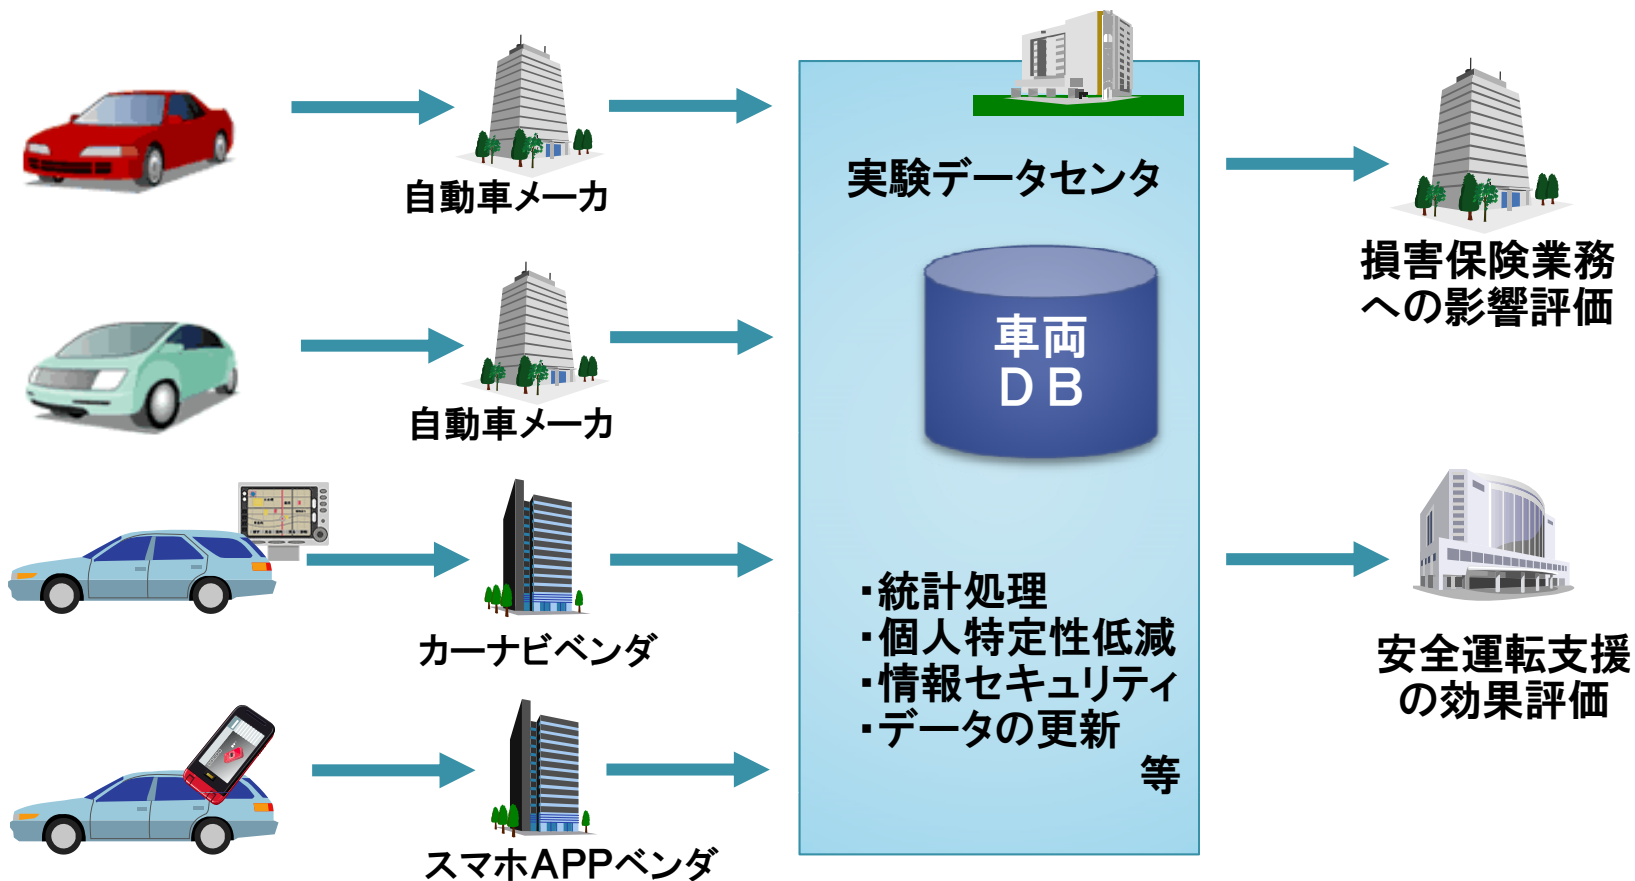 自動車メーカ
自動車メーカ
カーナビベンダ
スマホAPPベンダ
実験データセンタ
車両
DB
・統計処理
・個人特定性低減
・情報セキュリティ
・データの更新
等
損害保険業務
への影響評価
安全運転支援
の効果評価